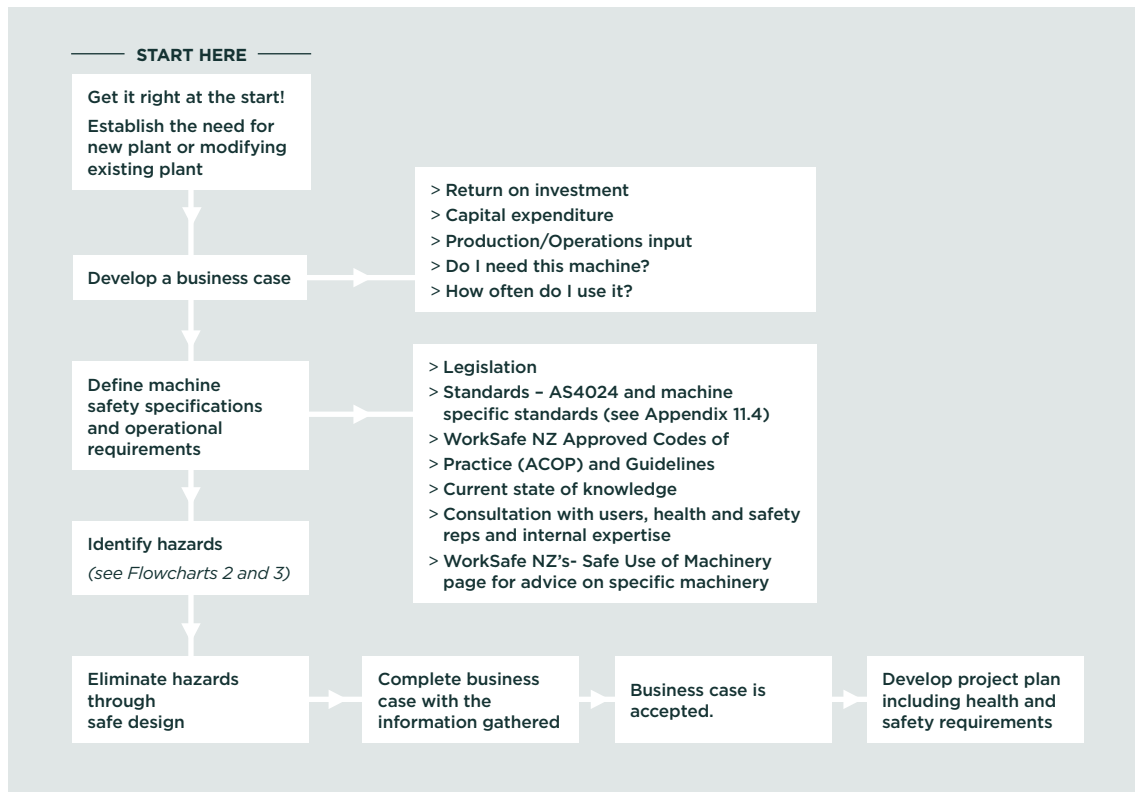 START HERE
Get it right at the start!
Establish the need for
new plant or modifying
existing plant
> Return on investment
> Capital expenditure
> Production/Operations input
> Do I need this machine?
> How often do I use it?
Develop a business case
Define machine
safety specifications
and operational
requirements
> Legislation
> Standards – AS4024 and machine
specific standards (see Appendix 11.4)
> WorkSafe NZ Approved Codes of
> Practice (ACOP) and Guidelines
> Current state of knowledge
> Consultation with users, health and safety
reps and internal expertise
> WorkSafe NZ’s- Safe Use of Machinery
page for advice on specific machinery
Identify hazards
(see Flowcharts 2 and 3)
Eliminate hazards
through
safe design
Complete business
case with the
information gathered
Business case is
accepted.
Develop project plan
including health and
safety requirements